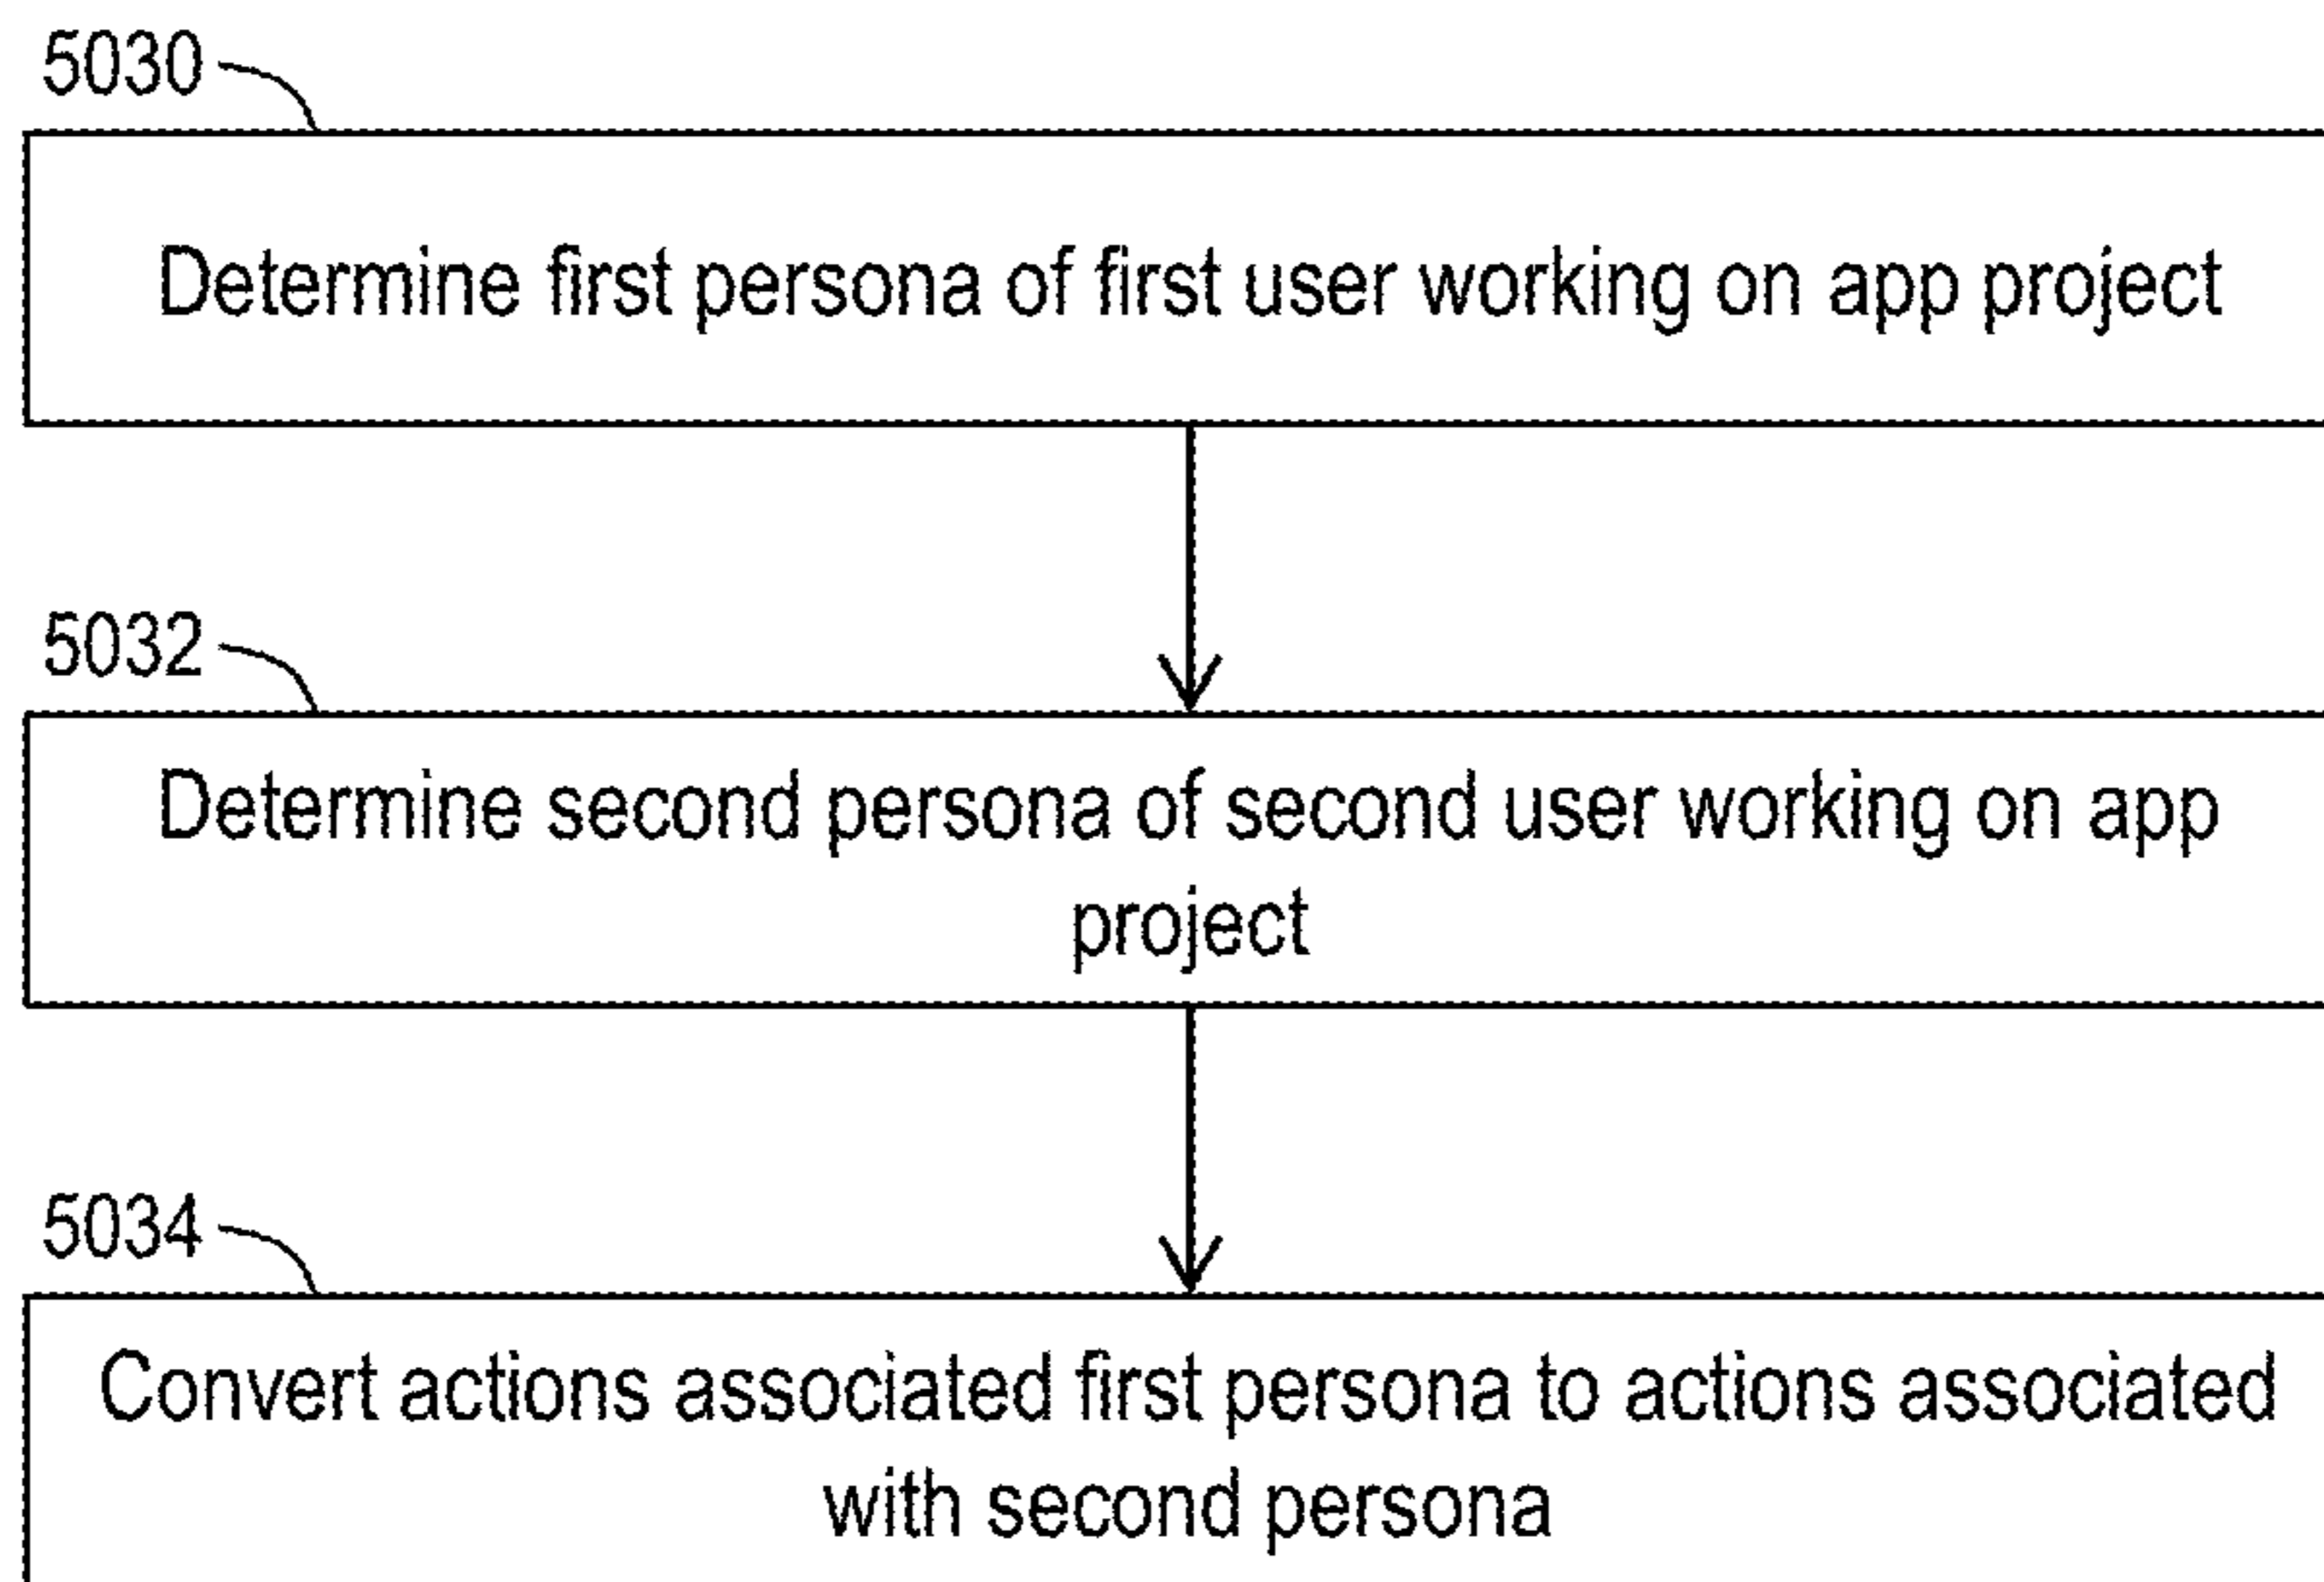 5030
Determine first persona of first user working on app project
5032
Determine second persona of second user working on app
project
5034
Convert actions associated first persona to actions associated
with second persona